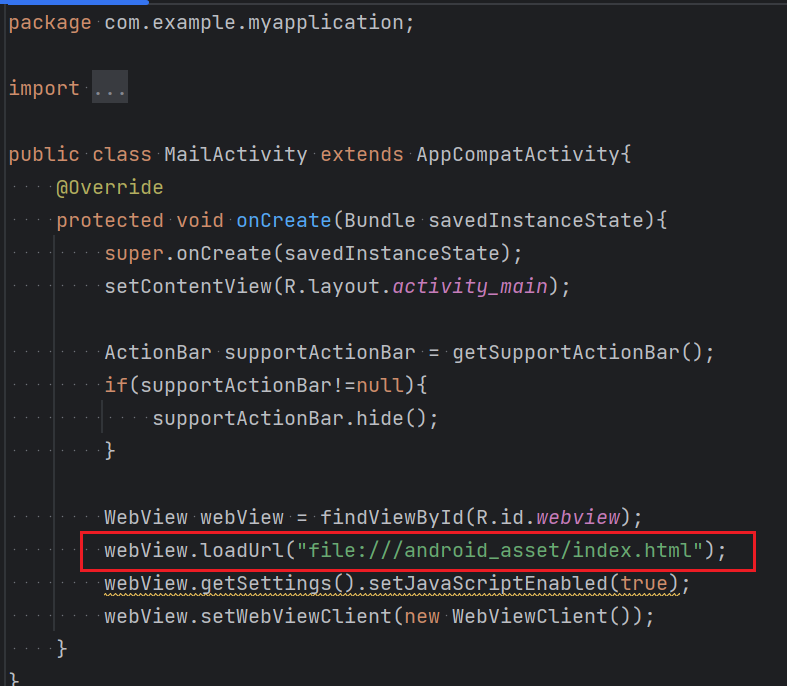 package com.example.myapplication;
import ...
public class MailActivity extends AppCompatActivity{
@Override
protected void onCreate(Bundle savedInstanceState){
super.onCreate(savedInstanceState);
setContentView(R.layout.activity_main);
ActionBar supportActionBar = getSupportActionBar();
if(supportActionBar!=null){
supportActionBar.hide();
}
WebView webView = findViewById(R.id.webview);
webView.loadUrl("file:///android_asset/index.html");
webView.getSettings().setJavaScriptEnabled(true);
webView.setWebViewClient(new WebViewClient());
}
}